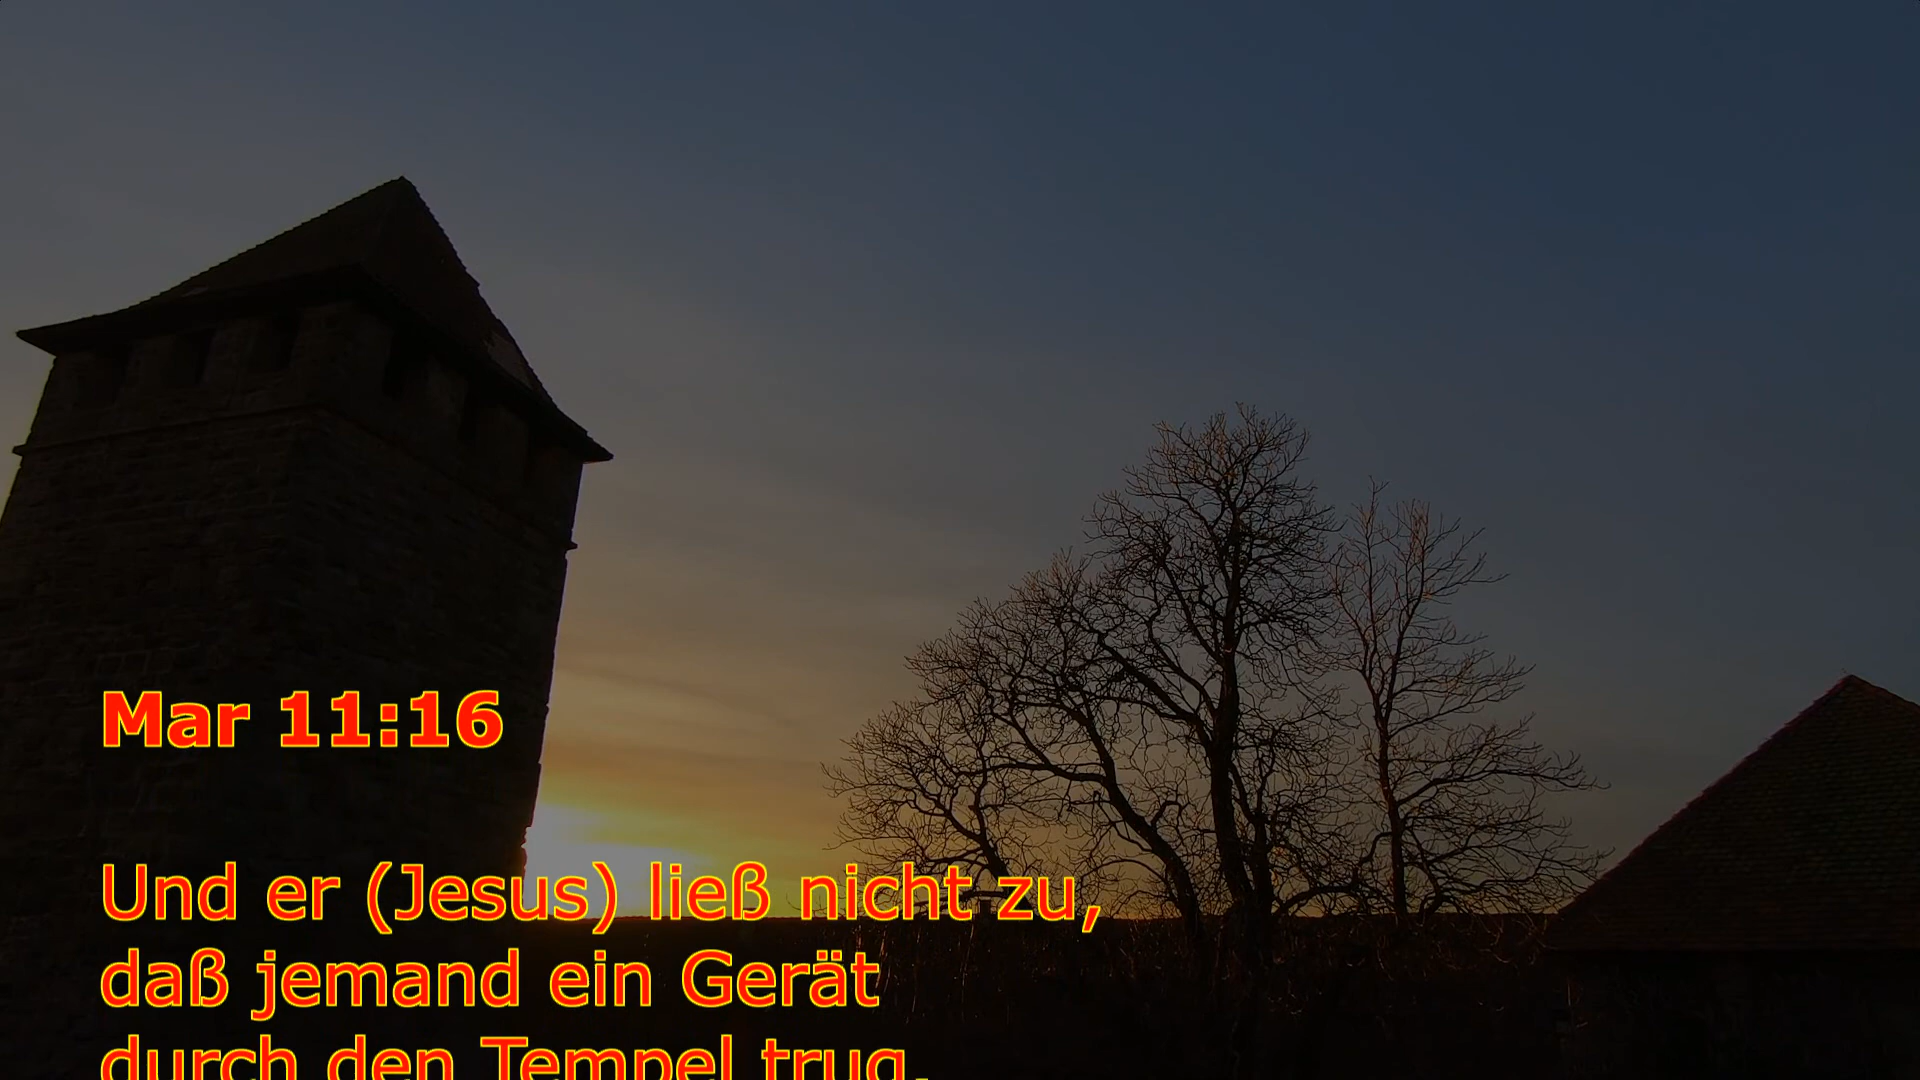 Mar 11:16
Und er (Jesus) ließ nicht zu,
daß jemand ein Gerät
durch den Tempel trug.